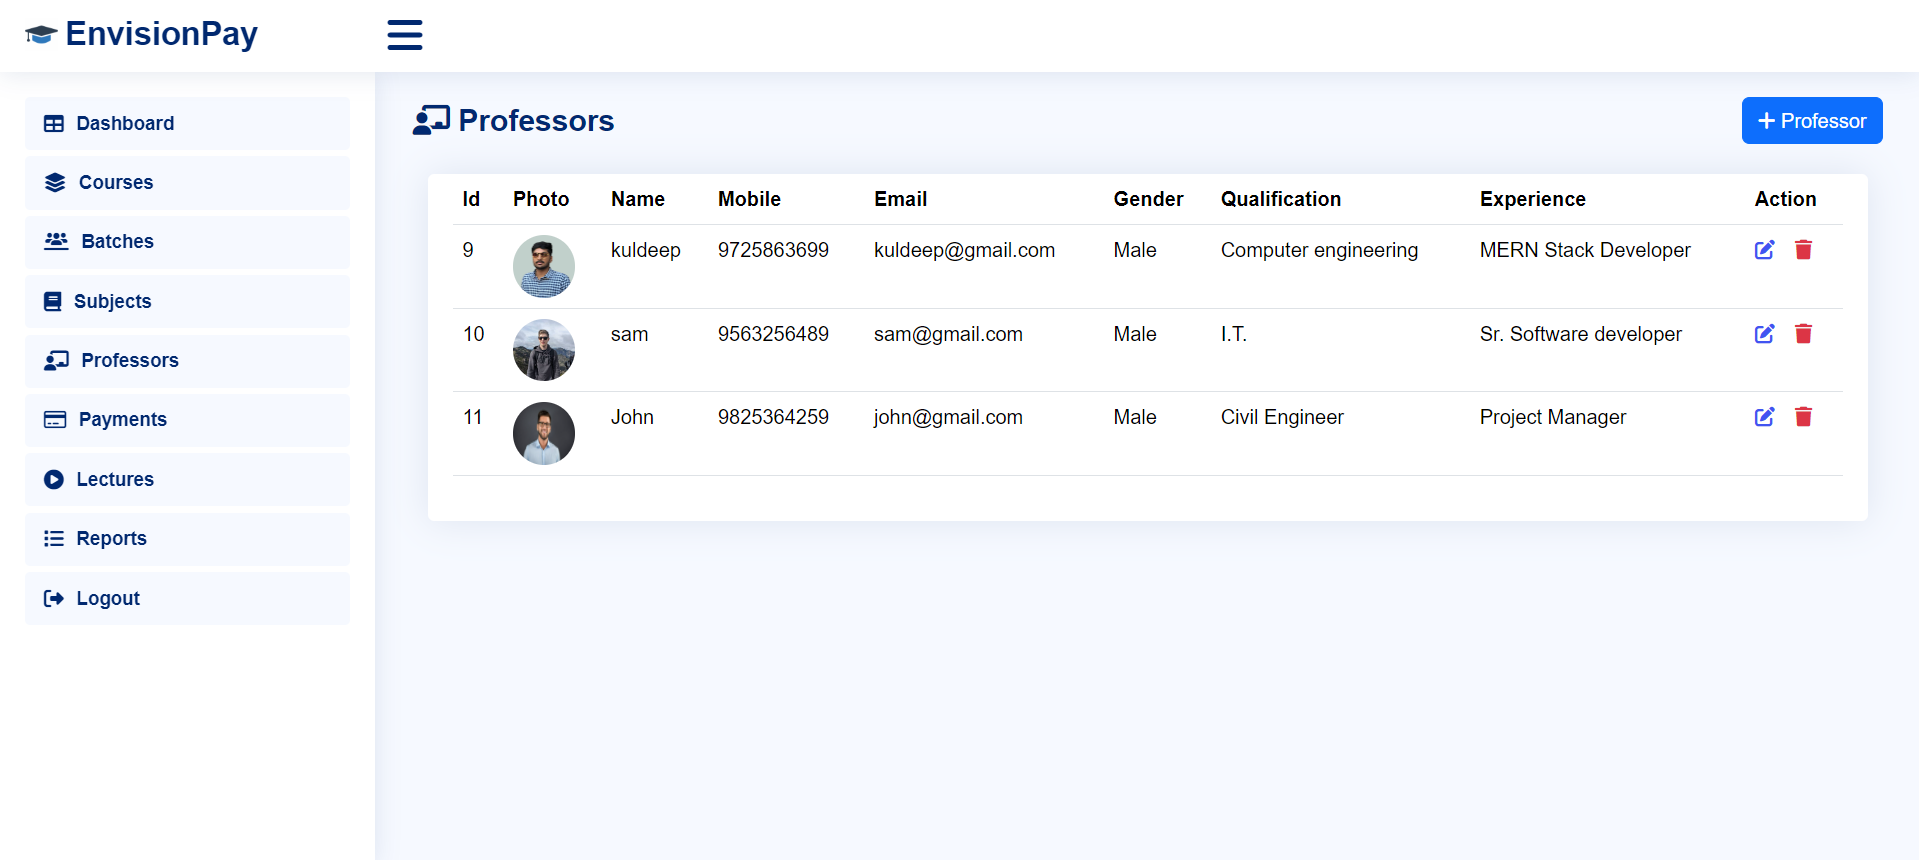 EnvisionPay
Dashboard
Courses
Batches
Subjects
Professors
Payments
Lectures
Reports
Logout
Professors
+ Professor
Id Photo Name Mobile Email Gender Qualification Experience Action
9 kuldeep 9725863699 kuldeep@gmail.com Male Computer engineering MERN Stack Developer
10 sam 9563256489 sam@gmail.com Male I.T. Sr. Software developer
11 John 9825364259 john@gmail.com Male Civil Engineer Project Manager